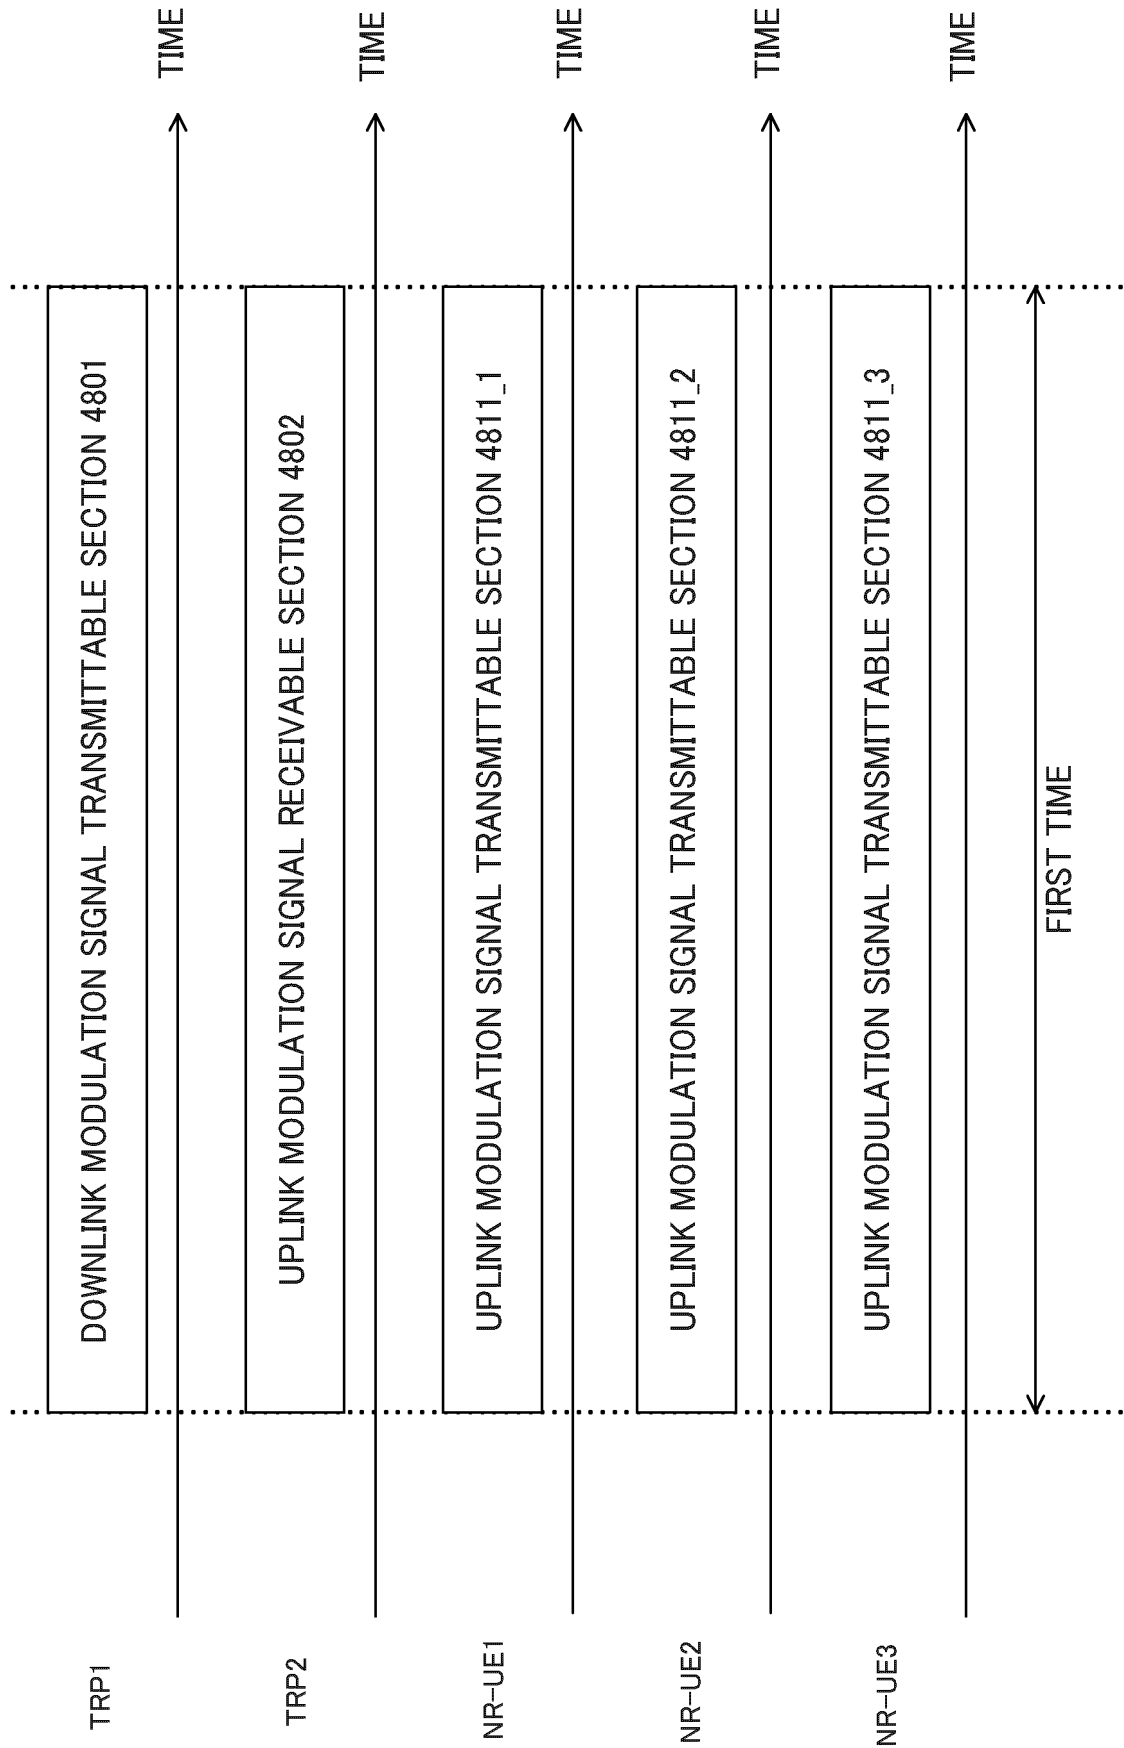 TRP1
DOWNLINK MODULATION SIGNAL TRANSMITTABLE SECTION 4801
TIME
TRP2
UPLINK MODULATION SIGNAL RECEIVABLE SECTION 4802
TIME
NR-UE1
UPLINK MODULATION SIGNAL TRANSMITTABLE SECTION 4811_1
TIME
NR-UE2
UPLINK MODULATION SIGNAL TRANSMITTABLE SECTION 4811_2
TIME
NR-UE3
UPLINK MODULATION SIGNAL TRANSMITTABLE SECTION 4811_3
TIME
FIRST TIME